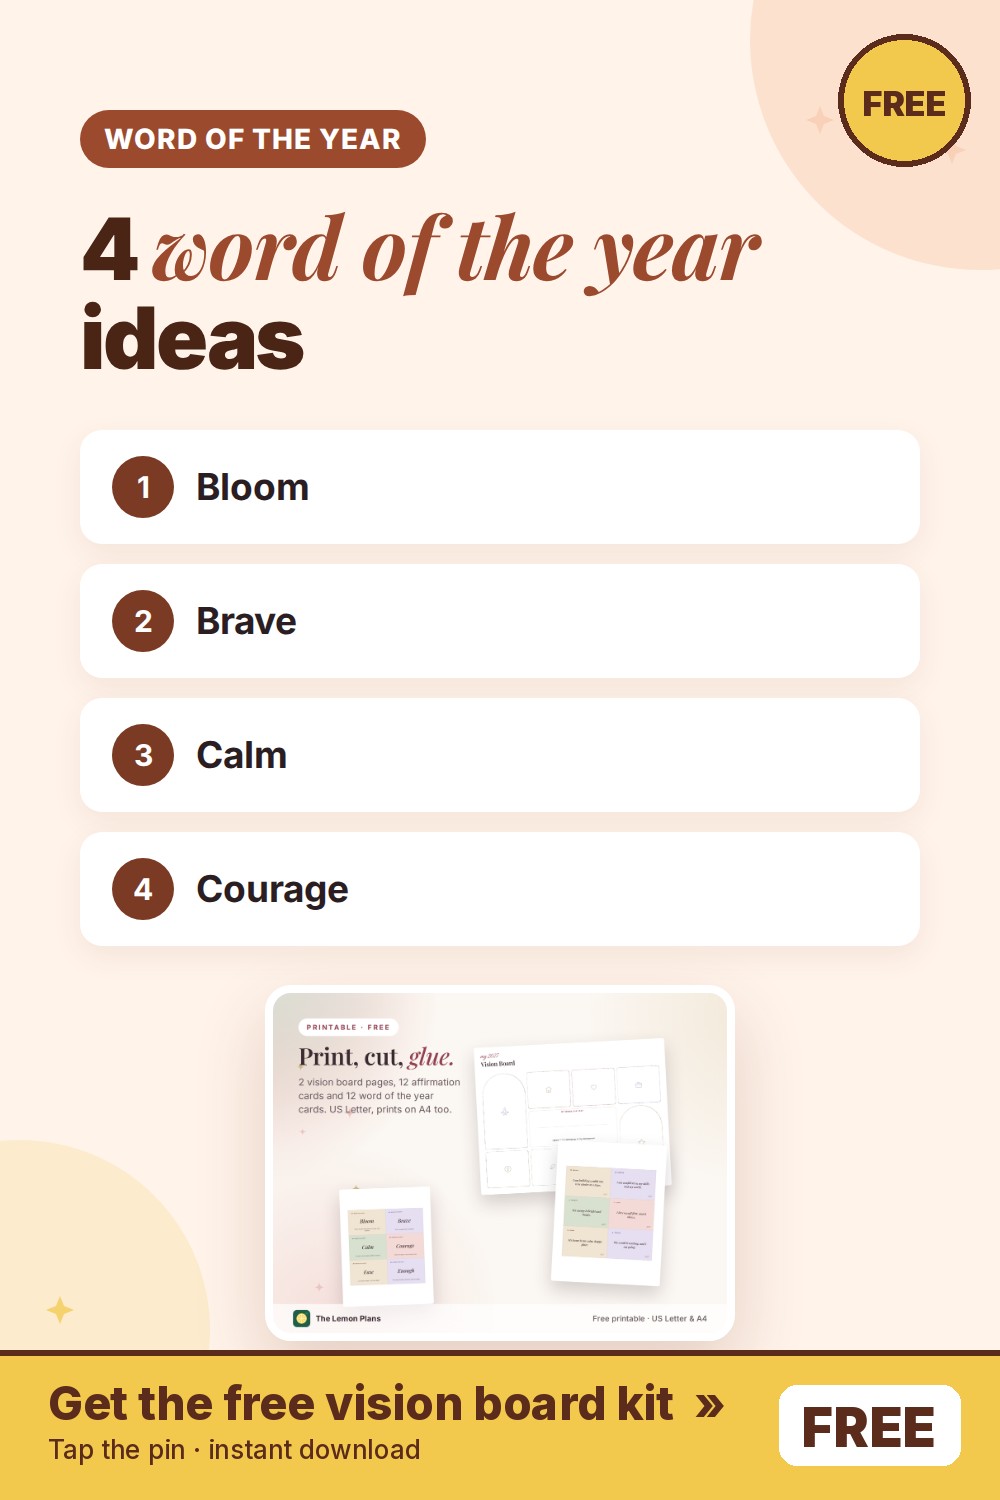 FREE
WORD OF THE YEAR
4 word of the year
ideas
1 Bloom
2 Brave
3 Calm
4 Courage
PRINTABLE · FREE
Print, cut, glue.
2 vision board pages, 12 affirmation
cards and 12 word of the year
cards. US Letter, prints on A4 too.
my 2027
Vision Board
Bloom
Brave
Calm
Courage
Ease
Enough
The Lemon Plans
Free printable · US Letter & A4
Get the free vision board kit »
Tap the pin · instant download
FREE